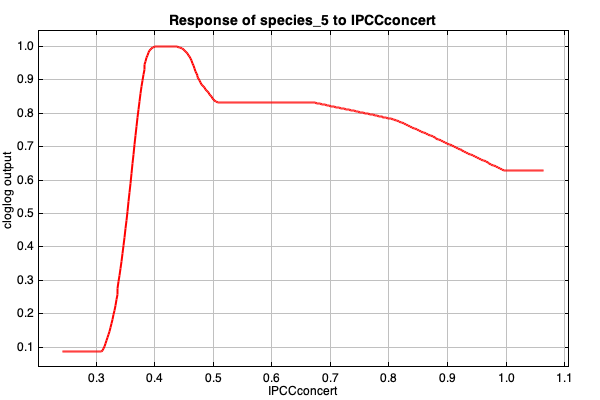 Response of species_5 to IPCCconcert
1.0
0.9
0.8
0.7
0.6
0.5
0.4
0.3
0.2
0.1
cloglog output
0.3 0.4 0.5 0.6 0.7 0.8 0.9 1.0 1.1
IPCCconcert